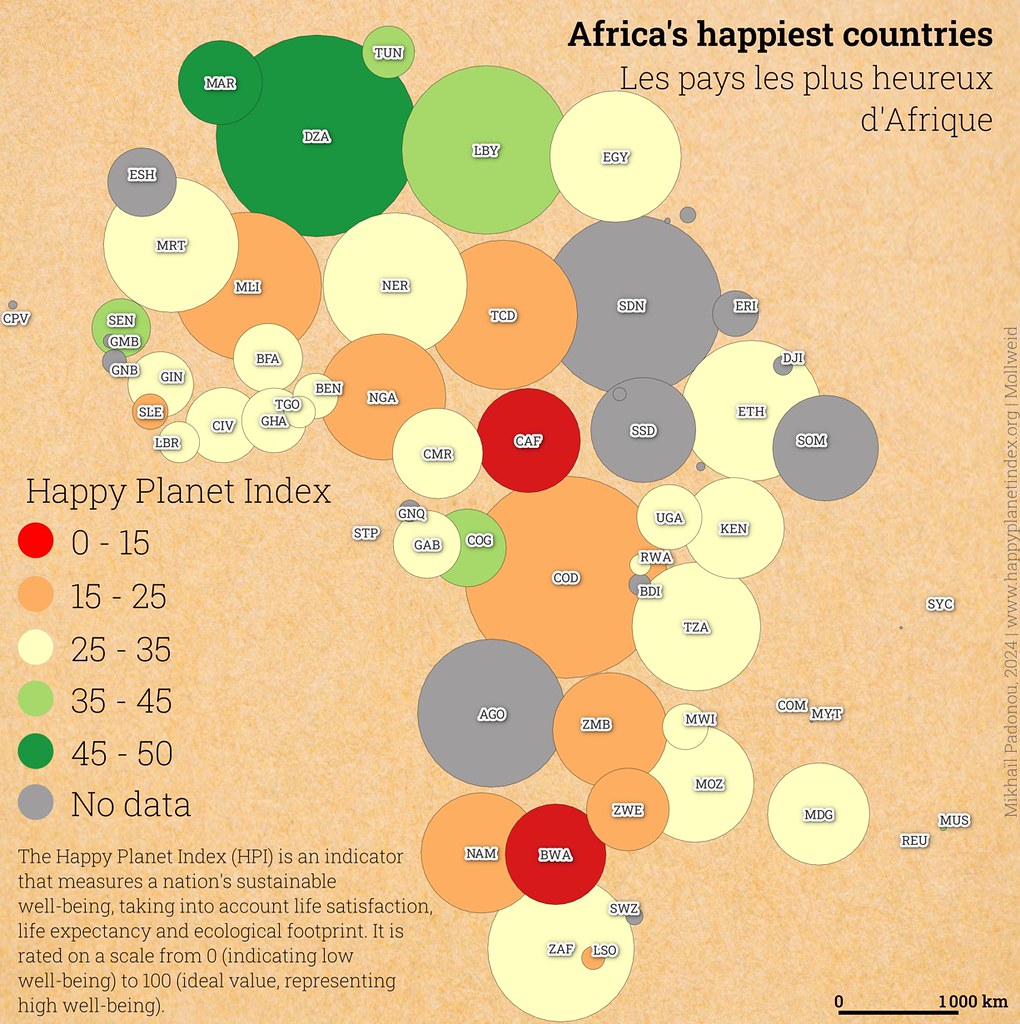 Africa's happiest countries
Les pays les plus heureux
d'Afrique
TUN
MAR
DZA
LBY
EGY
ESH
MRT
MLI
NER
TCD
SDN
ERI
CPV
SEN
GMB
GNB
GIN
BFA
BEN
TGO
GHA
NGA
SLE
LBR
CIV
CMR
CAF
SSD
ETH
DJI
SOM
Happy Planet Index
0 - 15
15 - 25
25 - 35
35 - 45
45 - 50
No data
GNQ
STP
GAB
COG
COD
UGA
KEN
RWA
BDI
TZA
SYC
AGO
ZMB
MWI
COM
MYT
MOZ
ZWE
MDG
MUS
REU
NAM
BWA
SWZ
ZAF
LSO
The Happy Planet Index (HPI) is an indicator
that measures a nation's sustainable
well-being, taking into account life satisfaction,
life expectancy and ecological footprint. It is
rated on a scale from 0 (indicating low
well-being) to 100 (ideal value, representing
high well-being).
0 1000 km
Mikhaïl Padonou, 2024 | www.happyplanetindex.org | Mollweid